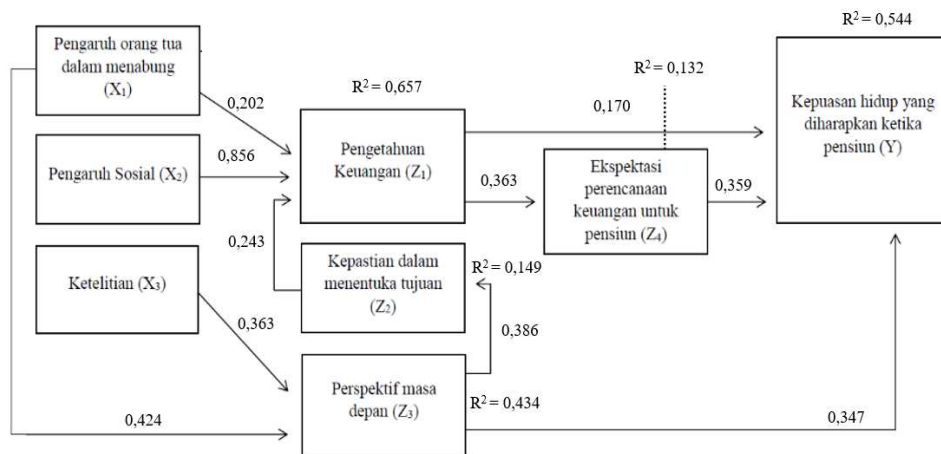 R² = 0,544
Pengaruh orang tua
dalam menabung
(X₁)
R² = 0,132
R² = 0,657
Kepuasan hidup yang
diharapkan ketika
pensiun (Y)
0,202
0,170
Pengaruh Sosial (X₂)
0,856
Pengetahuan
Keuangan (Z₁)
0,363
Ekspektasi
perencanaan
keuangan untuk
pensiun (Z₄)
0,359
0,243
Ketelitian (X₃)
Kepastian dalam
menentuka tujuan
(Z₂)
R² = 0,149
0,363
0,386
Perspektif masa
depan (Z₃)
R² = 0,434
0,424
0,347